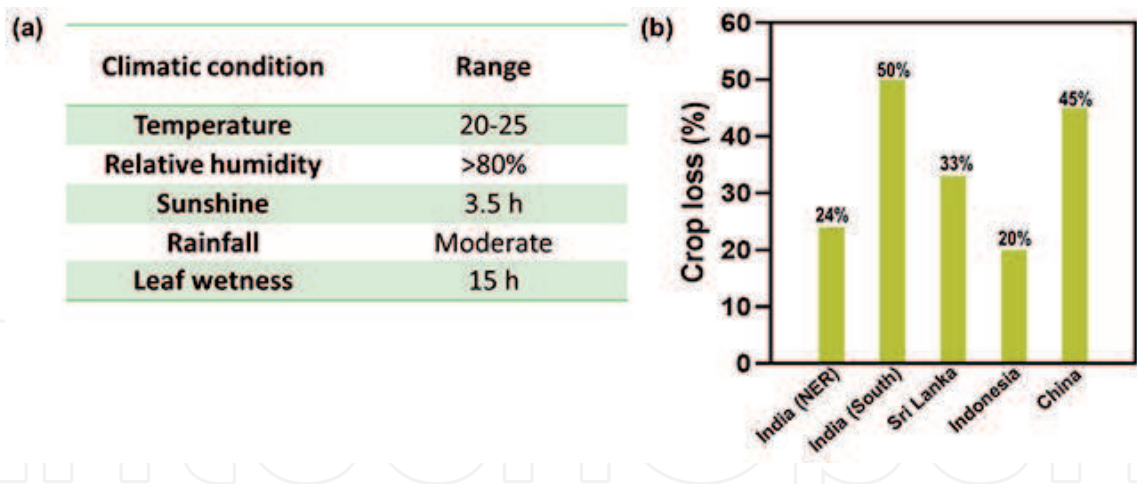 (a)
Climatic condition Range
Temperature 20-25
Relative humidity >80%
Sunshine 3.5 h
Rainfall Moderate
Leaf wetness 15 h
(b)
Crop loss (%)
60
50
40
30
20
10
0
24%
50%
33%
20%
45%
India (NER)
India (South)
Sri Lanka
Indonesia
China